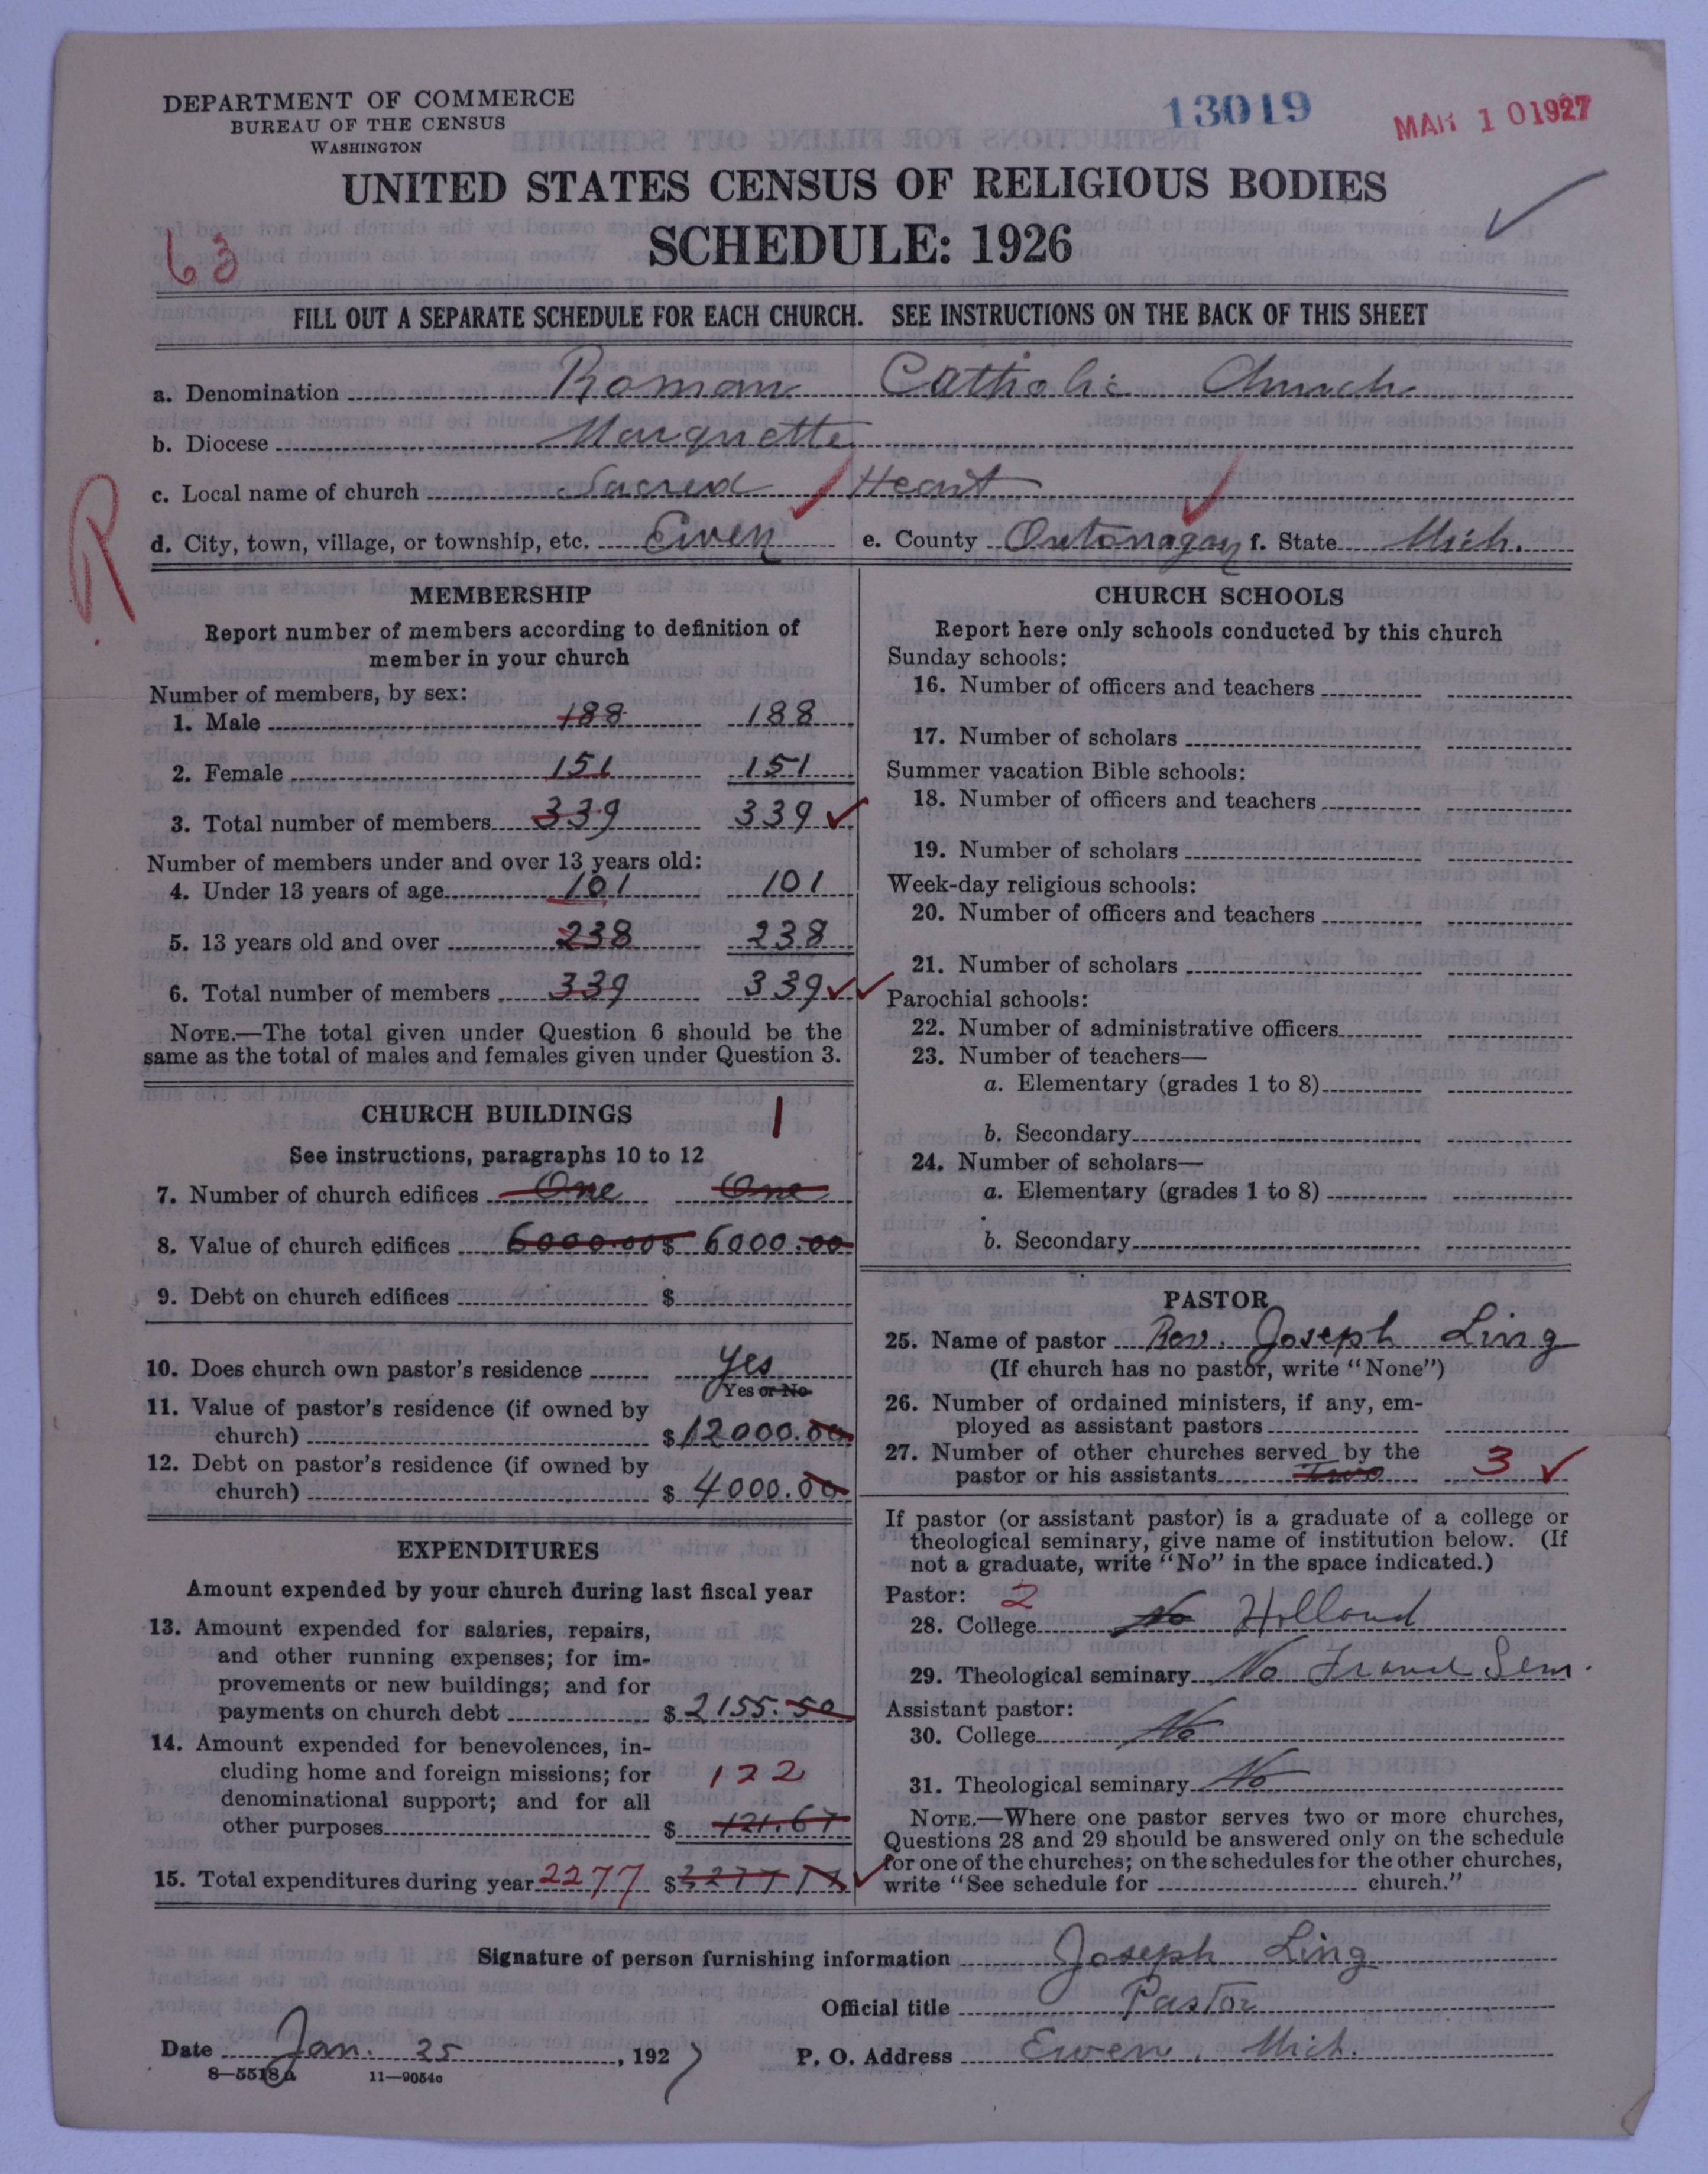 DEPARTMENT OF COMMERCE
BUREAU OF THE CENSUS
WASHINGTON
13019
MAR 10 1927
UNITED STATES CENSUS OF RELIGIOUS BODIES
SCHEDULE: 1926
63
FILL OUT A SEPARATE SCHEDULE FOR EACH CHURCH. SEE INSTRUCTIONS ON THE BACK OF THIS SHEET
a. Denomination Roman Catholic Church
b. Diocese Marquette
c. Local name of church Sacred Heart
R
d. City, town, village, or township, etc. Ewen e. County Ontonagon f. State Mich.
MEMBERSHIP
Report number of members according to definition of
member in your church
Number of members, by sex:
1. Male 188 188
2. Female 151 151
3. Total number of members 339 339
Number of members under and over 13 years old:
4. Under 13 years of age 101 101
5. 13 years old and over 238 238
6. Total number of members 339 339
NOTE.—The total given under Question 6 should be the
same as the total of males and females given under Question 3.
CHURCH BUILDINGS 1
See instructions, paragraphs 10 to 12
7. Number of church edifices One One
8. Value of church edifices 6000.00 $ 6000.00
9. Debt on church edifices $
10. Does church own pastor's residence yes
Yes or No
11. Value of pastor's residence (if owned by
church) $ 12000.00
12. Debt on pastor's residence (if owned by
church) $ 4000.00
EXPENDITURES
Amount expended by your church during last fiscal year
13. Amount expended for salaries, repairs,
and other running expenses; for im-
provements or new buildings; and for
payments on church debt $ 2155.50
14. Amount expended for benevolences, in-
cluding home and foreign missions; for 122
denominational support; and for all
other purposes $ 121.67
15. Total expenditures during year 2277 $
CHURCH SCHOOLS
Report here only schools conducted by this church
Sunday schools:
16. Number of officers and teachers
17. Number of scholars
Summer vacation Bible schools:
18. Number of officers and teachers
19. Number of scholars
Week-day religious schools:
20. Number of officers and teachers
21. Number of scholars
Parochial schools:
22. Number of administrative officers
23. Number of teachers—
a. Elementary (grades 1 to 8)
b. Secondary
24. Number of scholars—
a. Elementary (grades 1 to 8)
b. Secondary
PASTOR
25. Name of pastor Rev. Joseph Ling
(If church has no pastor, write "None")
26. Number of ordained ministers, if any, em-
ployed as assistant pastors
27. Number of other churches served by the
pastor or his assistants Two 3
If pastor (or assistant pastor) is a graduate of a college or
theological seminary, give name of institution below. (If
not a graduate, write "No" in the space indicated.)
Pastor: 2
28. College No Holland
29. Theological seminary No Sem.
Assistant pastor:
30. College No
31. Theological seminary No
NOTE.—Where one pastor serves two or more churches,
Questions 28 and 29 should be answered only on the schedule
for one of the churches; on the schedules for the other churches,
write "See schedule for church."
Signature of person furnishing information Joseph Ling
Official title Pastor
Date Jan. 25, 1927 P. O. Address Ewen, Mich.
8—5518a 11—9054c